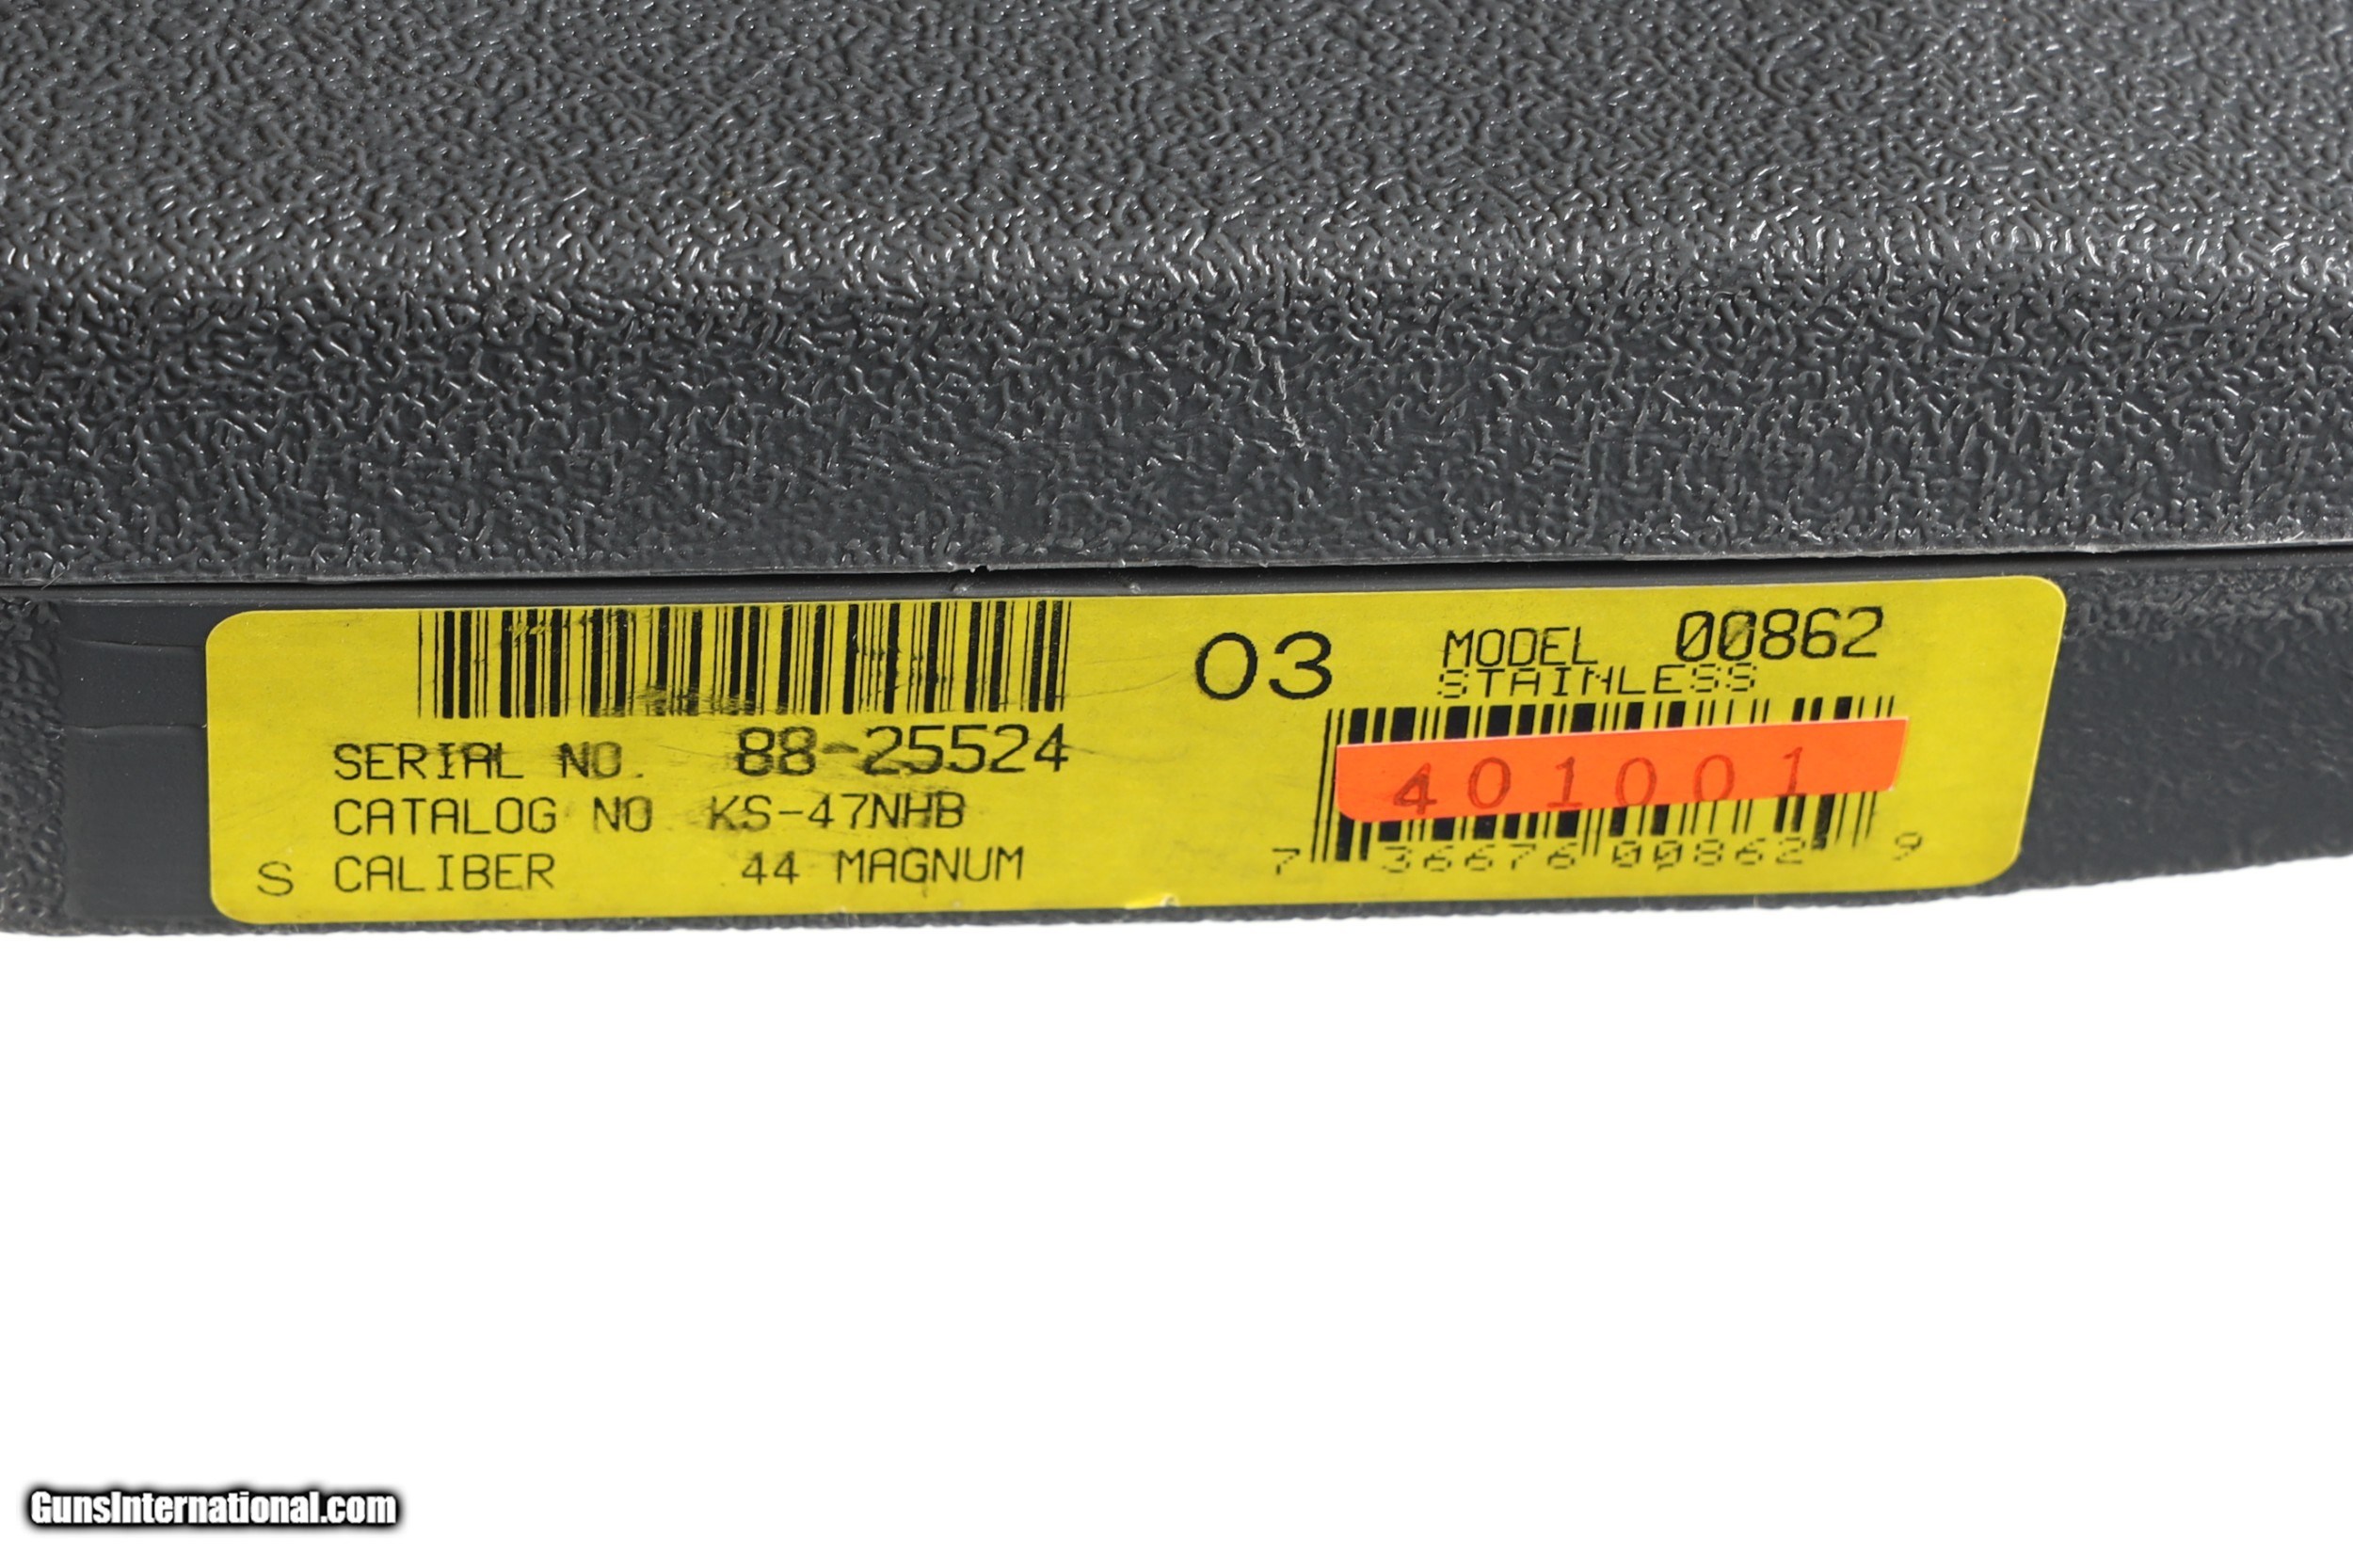 03
MODEL 00862
STAINLESS
SERIAL NO. 88-25524
CATALOG NO KS-47NHB
S CALIBER 44 MAGNUM
401001
7 36676 00862 9
GunsInternational.com